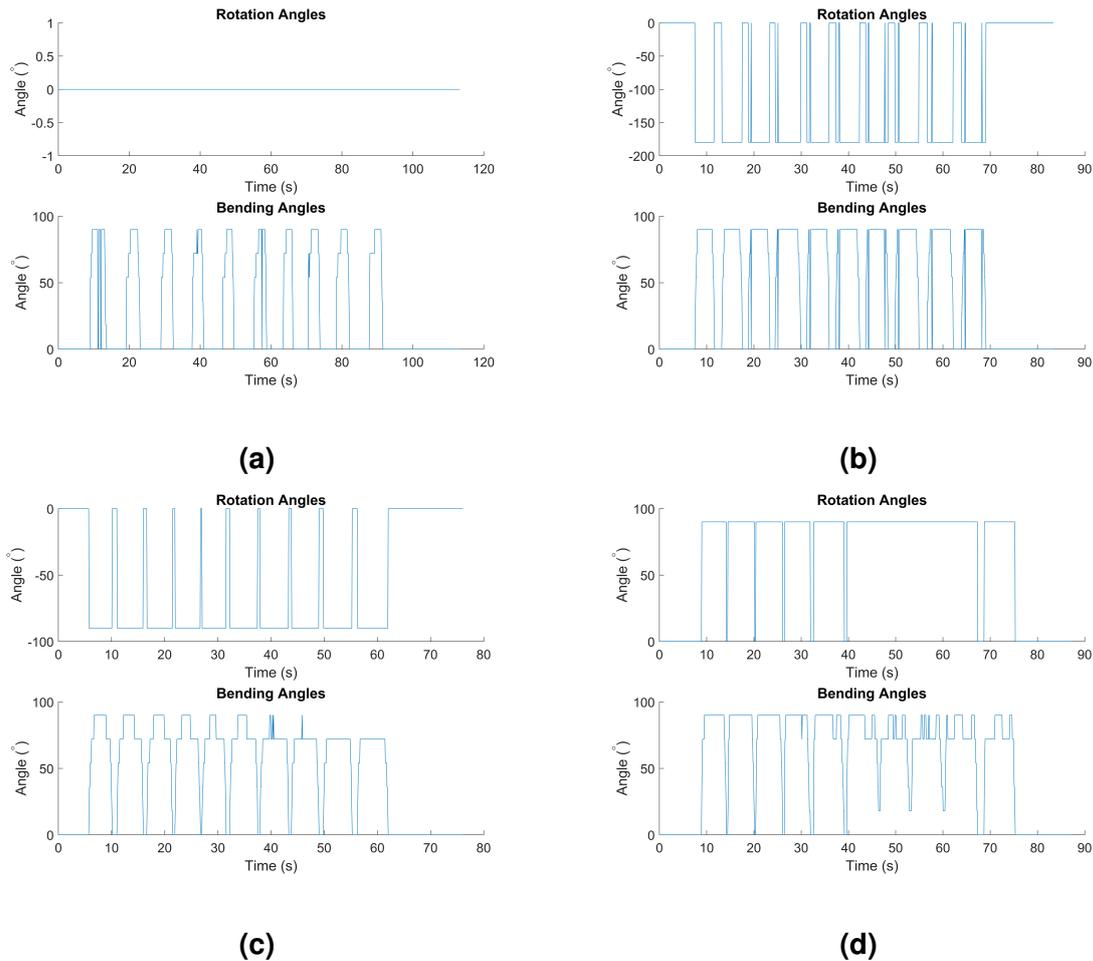 Rotation Angles
1
0.5
0
-0.5
-1
Angle (°)
0 20 40 60 80 100 120
Time (s)
Bending Angles
100
50
0
Angle (°)
0 20 40 60 80 100 120
Time (s)
(a)
Rotation Angles
0
-50
-100
-150
-200
Angle (°)
0 10 20 30 40 50 60 70 80 90
Time (s)
Bending Angles
100
50
0
Angle (°)
0 10 20 30 40 50 60 70 80 90
Time (s)
(b)
Rotation Angles
0
-50
-100
Angle (°)
0 10 20 30 40 50 60 70 80
Time (s)
Bending Angles
100
50
0
Angle (°)
0 10 20 30 40 50 60 70 80
Time (s)
(c)
Rotation Angles
100
50
0
Angle (°)
0 10 20 30 40 50 60 70 80 90
Time (s)
Bending Angles
100
50
0
Angle (°)
0 10 20 30 40 50 60 70 80 90
Time (s)
(d)